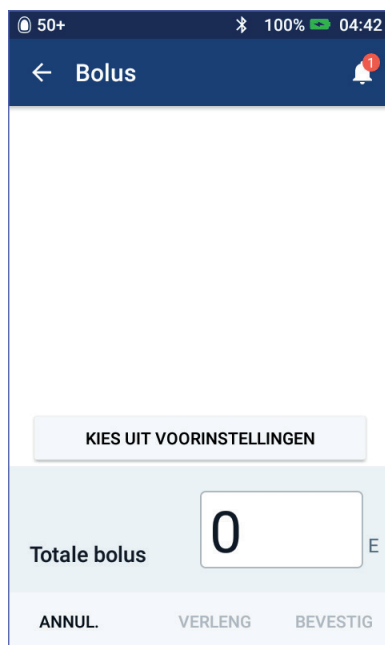 50+ 100% 04:42
Bolus 1
KIES UIT VOORINSTELLINGEN
Totale bolus 0 E
ANNUL. VERLENG BEVESTIG